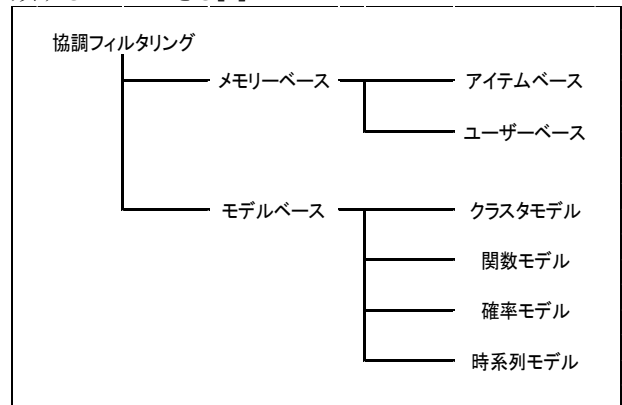 協調フィルタリング
メモリーベース
アイテムベース
ユーザーベース
モデルベース
クラスタモデル
関数モデル
確率モデル
時系列モデル